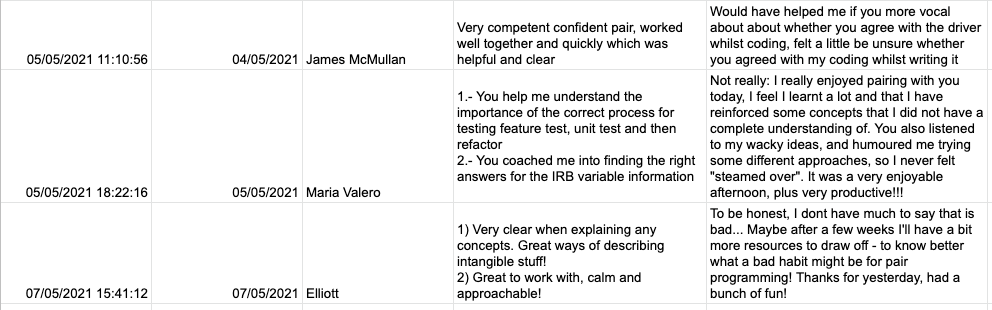 05/05/2021 11:10:56
04/05/2021
James McMullan
Very competent confident pair, worked
well together and quickly which was
helpful and clear
Would have helped me if you more vocal
about about whether you agree with the driver
whilst coding, felt a little be unsure whether
you agreed with my coding whilst writing it
05/05/2021 18:22:16
05/05/2021
Maria Valero
1.- You help me understand the
importance of the correct process for
testing feature test, unit test and then
refactor
2.- You coached me into finding the right
answers for the IRB variable information
Not really: I really enjoyed pairing with you
today, I feel I learnt a lot and that I have
reinforced some concepts that I did not have a
complete understanding of. You also listened
to my wacky ideas, and humoured me trying
some different approaches, so I never felt
"steamed over". It was a very enjoyable
afternoon, plus very productive!!!
07/05/2021 15:41:12
07/05/2021
Elliott
1) Very clear when explaining any
concepts. Great ways of describing
intangible stuff!
2) Great to work with, calm and
approachable!
To be honest, I dont have much to say that is
bad... Maybe after a few weeks I'll have a bit
more resources to draw off - to know better
what a bad habit might be for pair
programming! Thanks for yesterday, had a
bunch of fun!